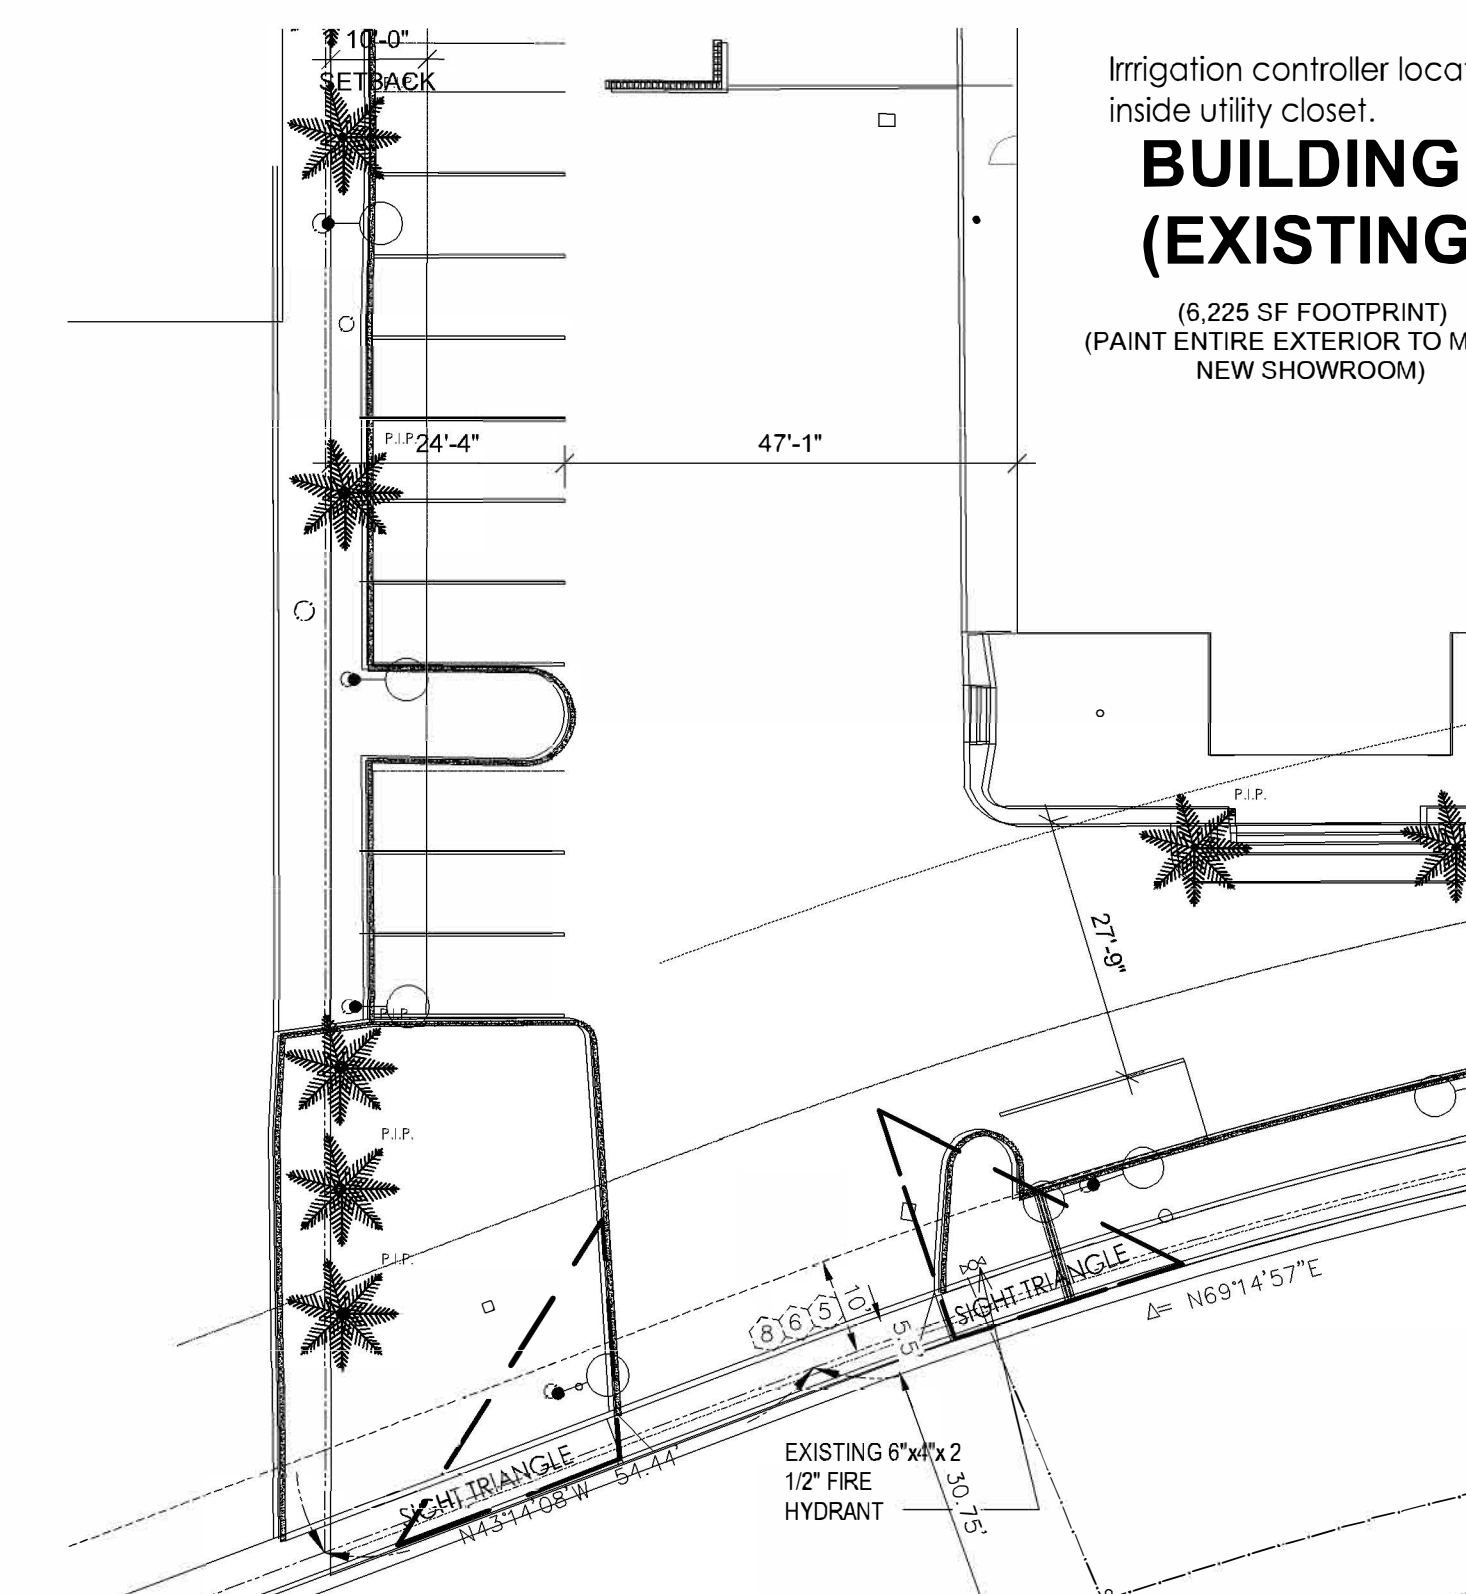 10'-0"
SETBACK
P.I.P.
Irrrigation controller
inside utility closet.
BUILDING
(EXISTING
(6,225 SF FOOTPRINT)
(PAINT ENTIRE EXTERIOR TO
NEW SHOWROOM)
P.I.P.
24'-4"
47'-1"
P.I.P.
27'-9"
P.I.P.
P.I.P.
P.I.P.
SIGHT TRIANGLE
Δ= N69°14'57"E
8 6 5
10'
5.5'
SIGHT TRIANGLE
N43°14'08"W 54.44'
EXISTING 6"x4"x 2
1/2" FIRE
HYDRANT
30.75'